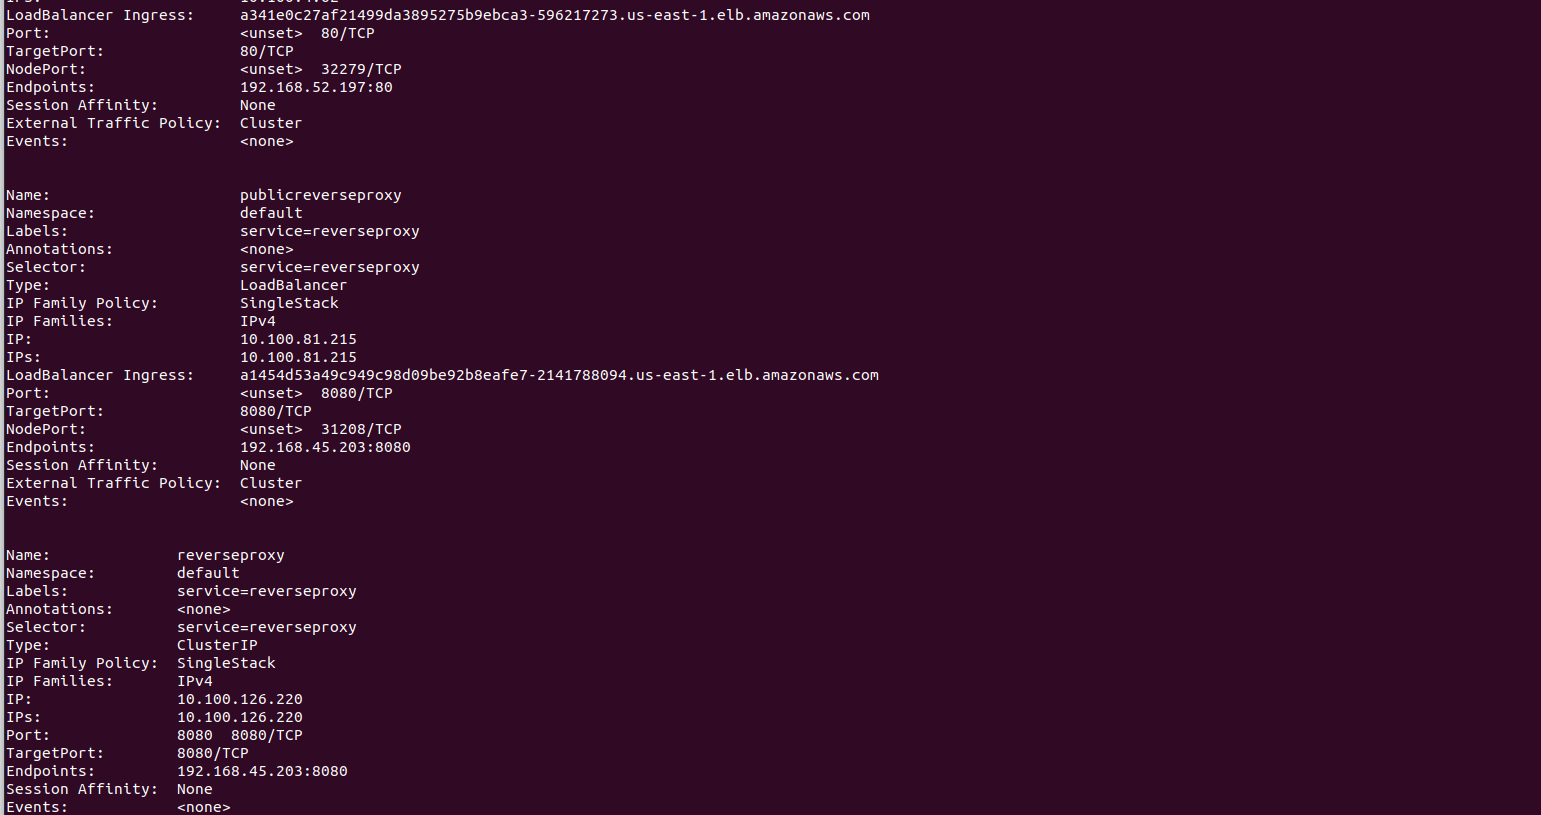 LoadBalancer Ingress: a341e0c27af21499da3895275b9ebca3-596217273.us-east-1.elb.amazonaws.com
Port: <unset> 80/TCP
TargetPort: 80/TCP
NodePort: <unset> 32279/TCP
Endpoints: 192.168.52.197:80
Session Affinity: None
External Traffic Policy: Cluster
Events: <none>
Name: publicreverseproxy
Namespace: default
Labels: service=reverseproxy
Annotations: <none>
Selector: service=reverseproxy
Type: LoadBalancer
IP Family Policy: SingleStack
IP Families: IPv4
IP: 10.100.81.215
IPs: 10.100.81.215
LoadBalancer Ingress: a1454d53a49c949c98d09be92b8eafe7-2141788094.us-east-1.elb.amazonaws.com
Port: <unset> 8080/TCP
TargetPort: 8080/TCP
NodePort: <unset> 31208/TCP
Endpoints: 192.168.45.203:8080
Session Affinity: None
External Traffic Policy: Cluster
Events: <none>
Name: reverseproxy
Namespace: default
Labels: service=reverseproxy
Annotations: <none>
Selector: service=reverseproxy
Type: ClusterIP
IP Family Policy: SingleStack
IP Families: IPv4
IP: 10.100.126.220
IPs: 10.100.126.220
Port: 8080 8080/TCP
TargetPort: 8080/TCP
Endpoints: 192.168.45.203:8080
Session Affinity: None
Events: <none>